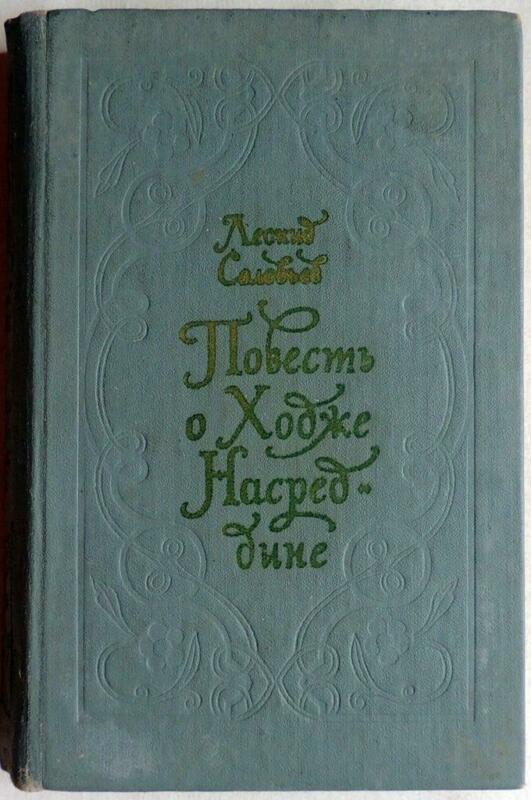 Леонид
Соловьев
Повесть
о Ходже
Насред-
дине